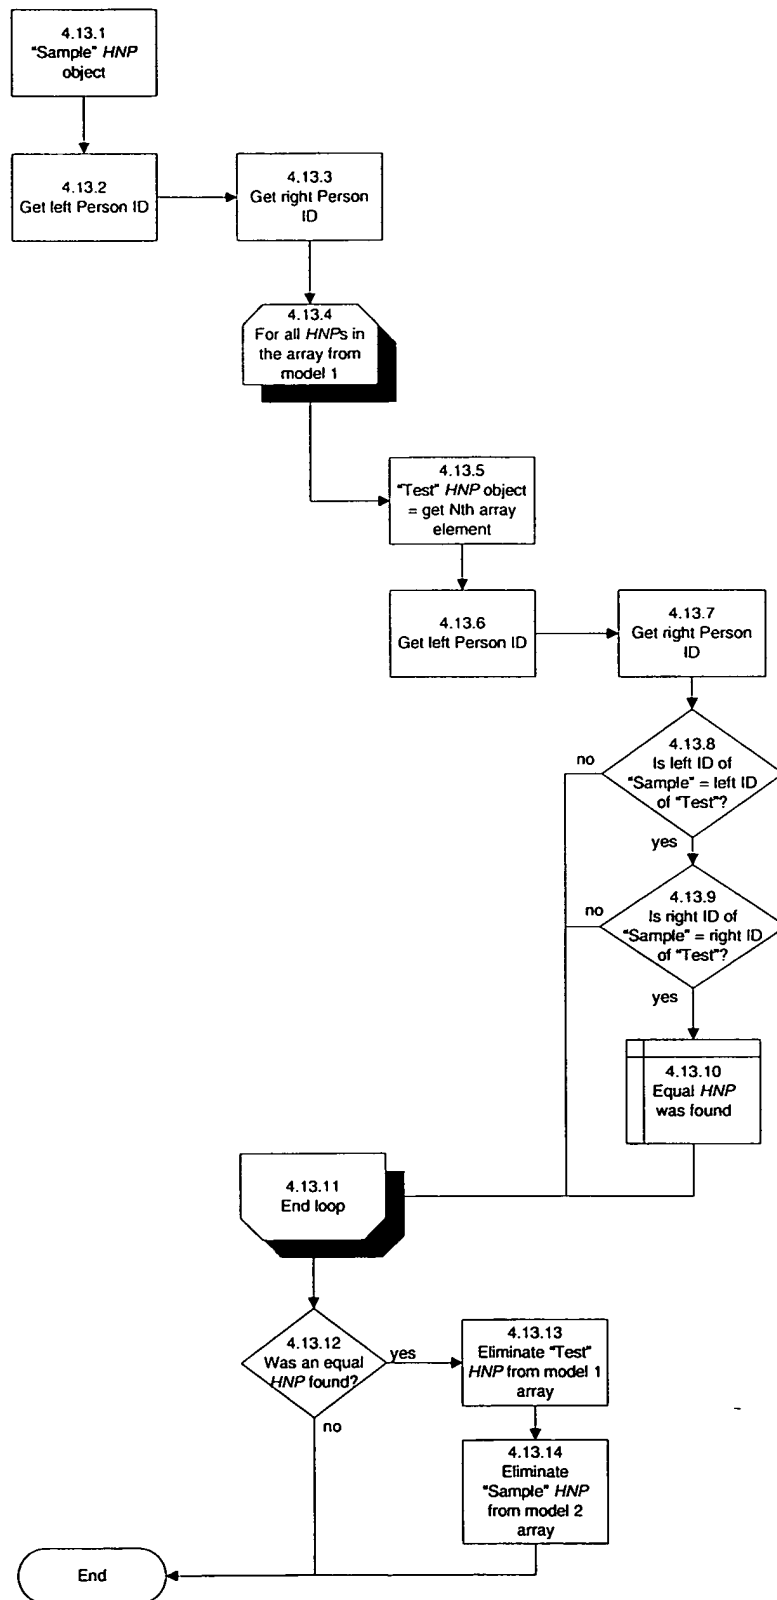 4.13.1
"Sample" HNP
object
4.13.2
Get left Person ID
4.13.3
Get right Person
ID
4.13.4
For all HNPs in
the array from
model 1
4.13.5
"Test" HNP object
= get Nth array
element
4.13.6
Get left Person ID
4.13.7
Get right Person
ID
4.13.8
Is left ID of
"Sample" = left ID
of "Test"?
no
yes
4.13.9
Is right ID of
"Sample" = right ID
of "Test"?
no
yes
4.13.10
Equal HNP
was found
4.13.11
End loop
4.13.12
Was an equal
HNP found?
yes
no
4.13.13
Eliminate "Test"
HNP from model 1
array
4.13.14
Eliminate
"Sample" HNP
from model 2
array
End